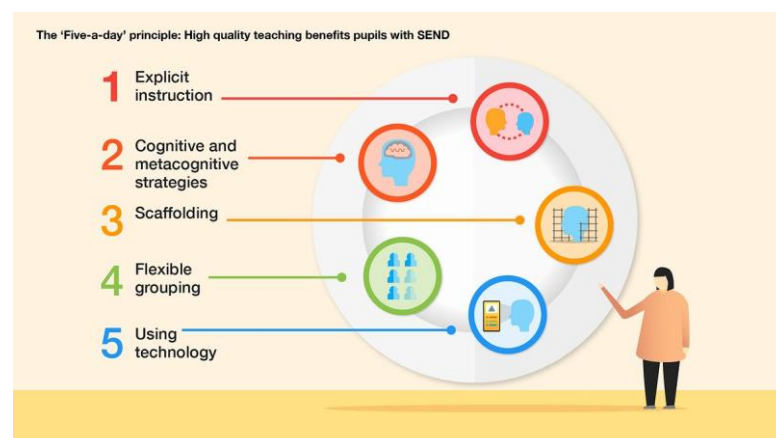 The ‘Five-a-day’ principle: High quality teaching benefits pupils with SEND
1 Explicit
instruction
2 Cognitive and
metacognitive
strategies
3 Scaffolding
4 Flexible
grouping
5 Using
technology